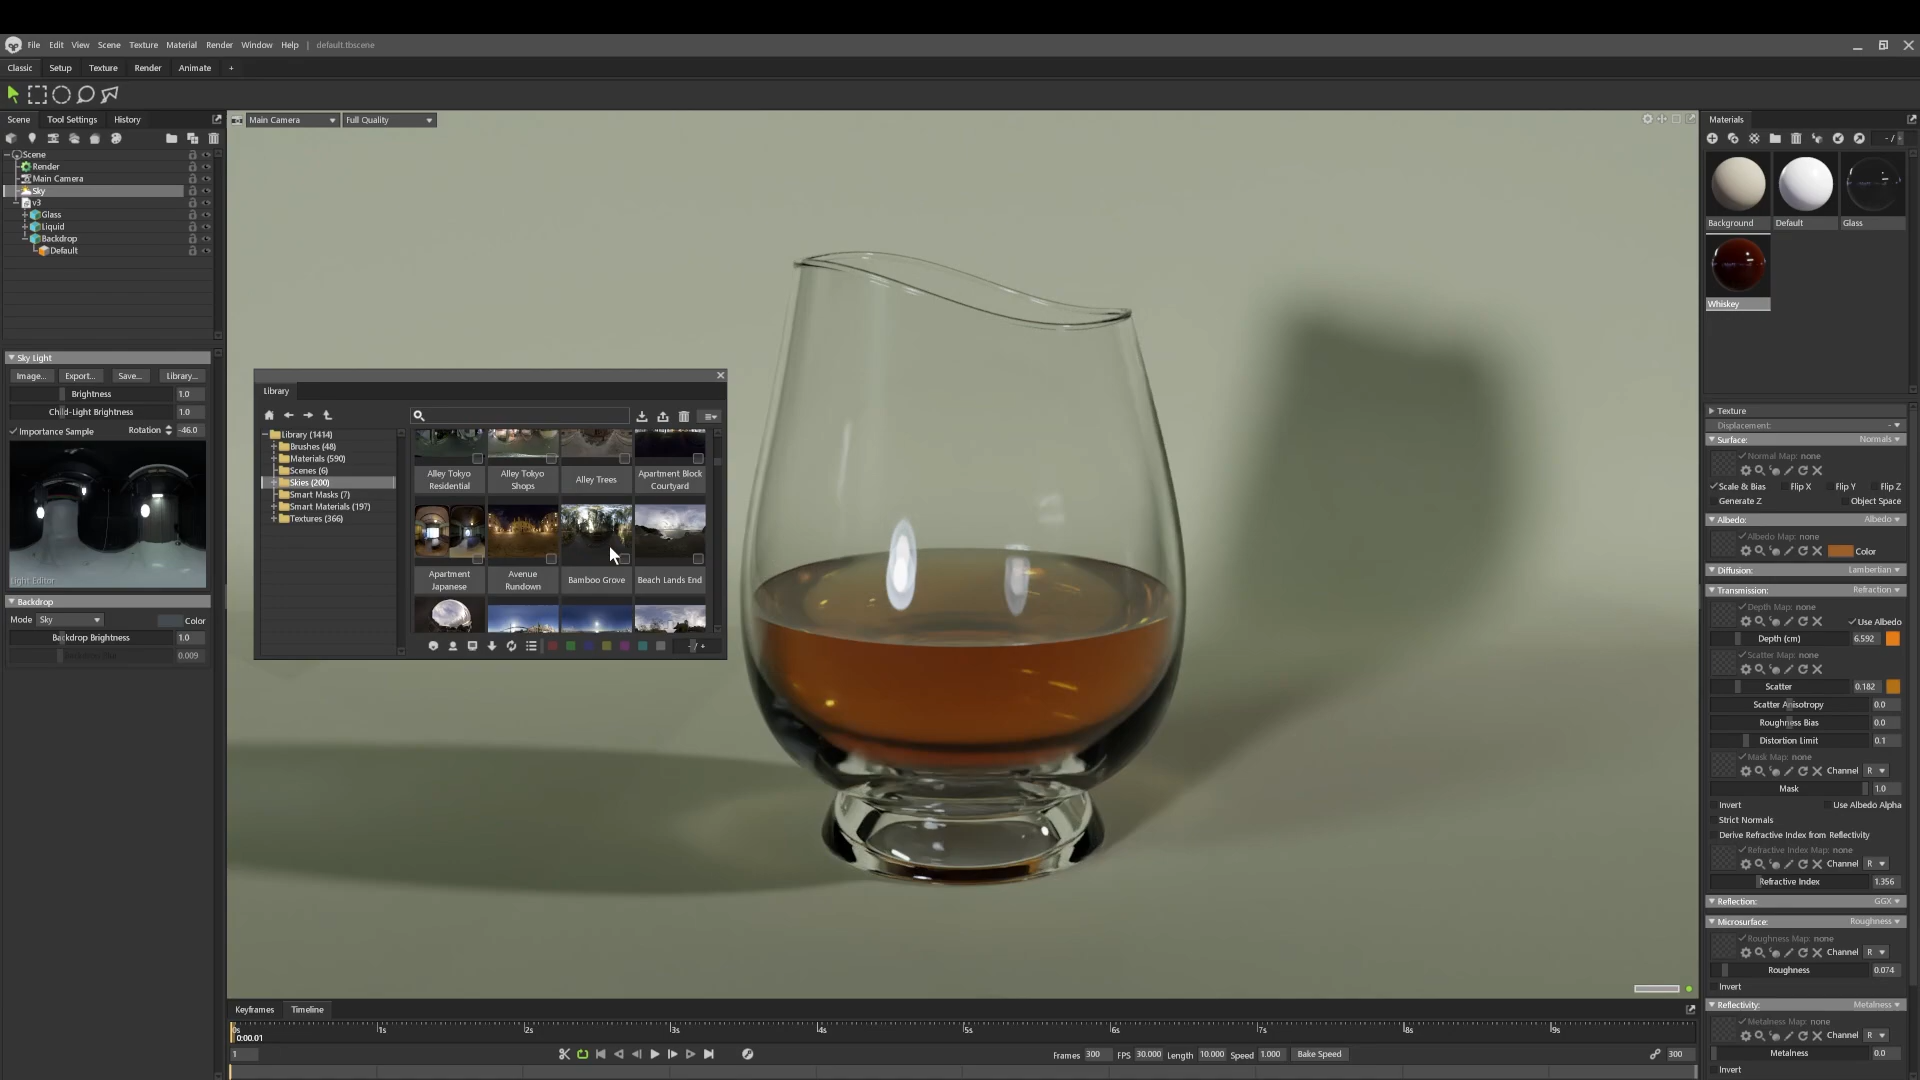 File Edit View Scene Texture Material Render Window Help | default.tbscene
Classic Setup Texture Render Animate +
Scene Tool Settings History
Scene
Render
Main Camera
Sky
v3
Glass
Liquid
Backdrop
Default
Sky Light
Image... Export... Save... Library...
Brightness 1.0
Child-Light Brightness 1.0
Importance Sample Rotation -46.0
Light Editor:
Backdrop
Mode Sky Color
Backdrop Brightness 1.0
0.009
Main Camera Full Quality
Library
Library (1414)
Brushes (48)
Materials (590)
Scenes (6)
Skies (200)
Smart Masks (7)
Smart Materials (197)
Textures (366)
Alley Tokyo Residential
Alley Tokyo Shops
Alley Trees
Apartment Block Courtyard
Apartment Japanese
Avenue Rundown
Bamboo Grove
Beach Lands End
Keyframes Timeline
0s 1s 2s 3s 4s 5s 6s 7s 8s 9s
0:00.01
1
Frames 300 FPS 30.000 Length 10.000 Speed 1.000 Bake Speed
300
Materials
Background Default Glass
Whiskey
Texture
Displacement: -
Surface: Normals
Normal Map: none
Scale & Bias Flip X Flip Y Flip Z
Generate Z Object Space
Albedo: Albedo
Albedo Map: none
Color
Diffusion: Lambertian
Transmission: Refraction
Depth Map: none
Use Albedo
Depth (cm) 6.592
Scatter Map: none
Scatter 0.182
Scatter Anisotropy 0.0
Roughness Bias 0.0
Distortion Limit 0.1
Mask Map: none
Channel R
Mask 1.0
Invert Use Albedo Alpha
Strict Normals
Derive Refractive Index from Reflectivity
Refractive Index Map: none
Channel R
Refractive Index 1.356
Reflection: GGX
Microsurface: Roughness
Roughness Map: none
Channel R
Roughness 0.074
Invert
Reflectivity: Metalness
Metalness Map: none
Channel R
Metalness 0.0
Invert